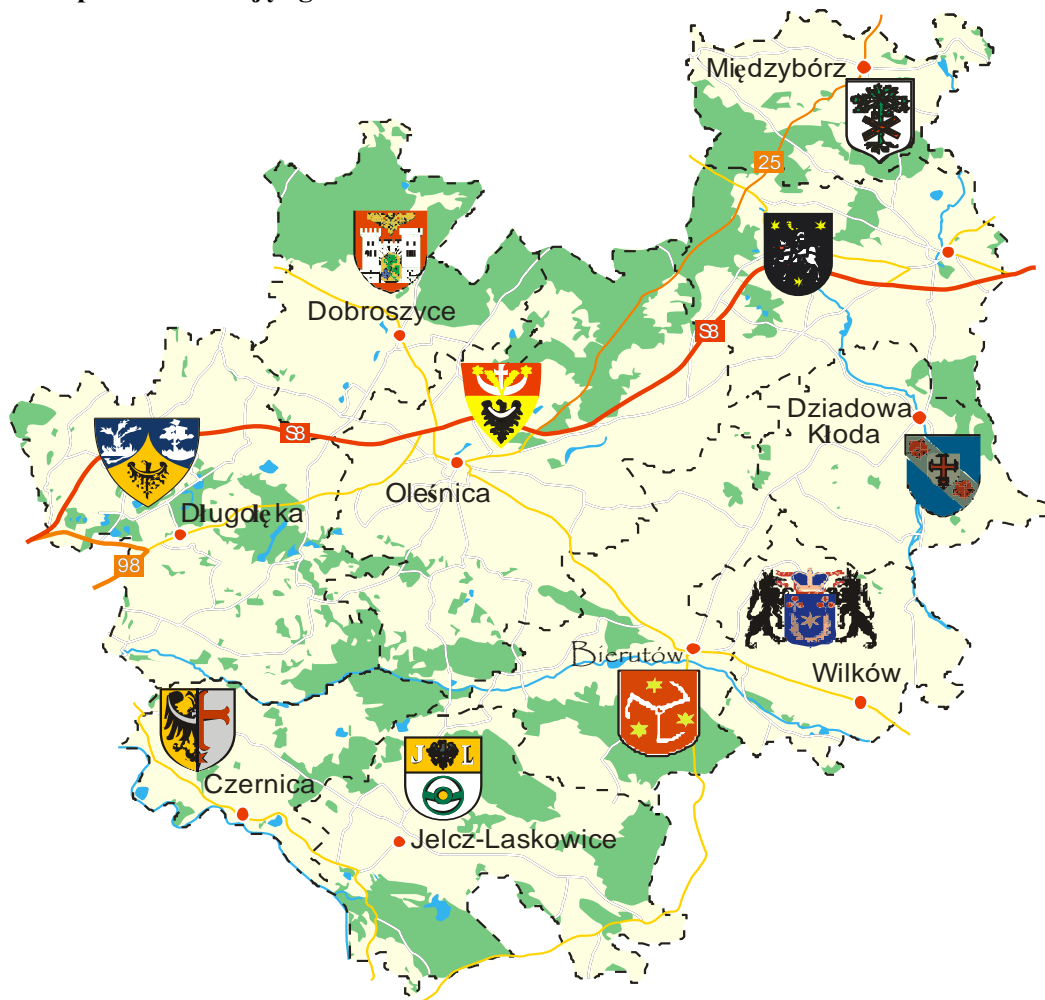 Międzybórz
25
Dobroszyce
S8
Dziadowa
Kłoda
S8
Oleśnica
Długołęka
98
Bierutów
Wilków
J L
Czernica
Jelcz-Laskowice